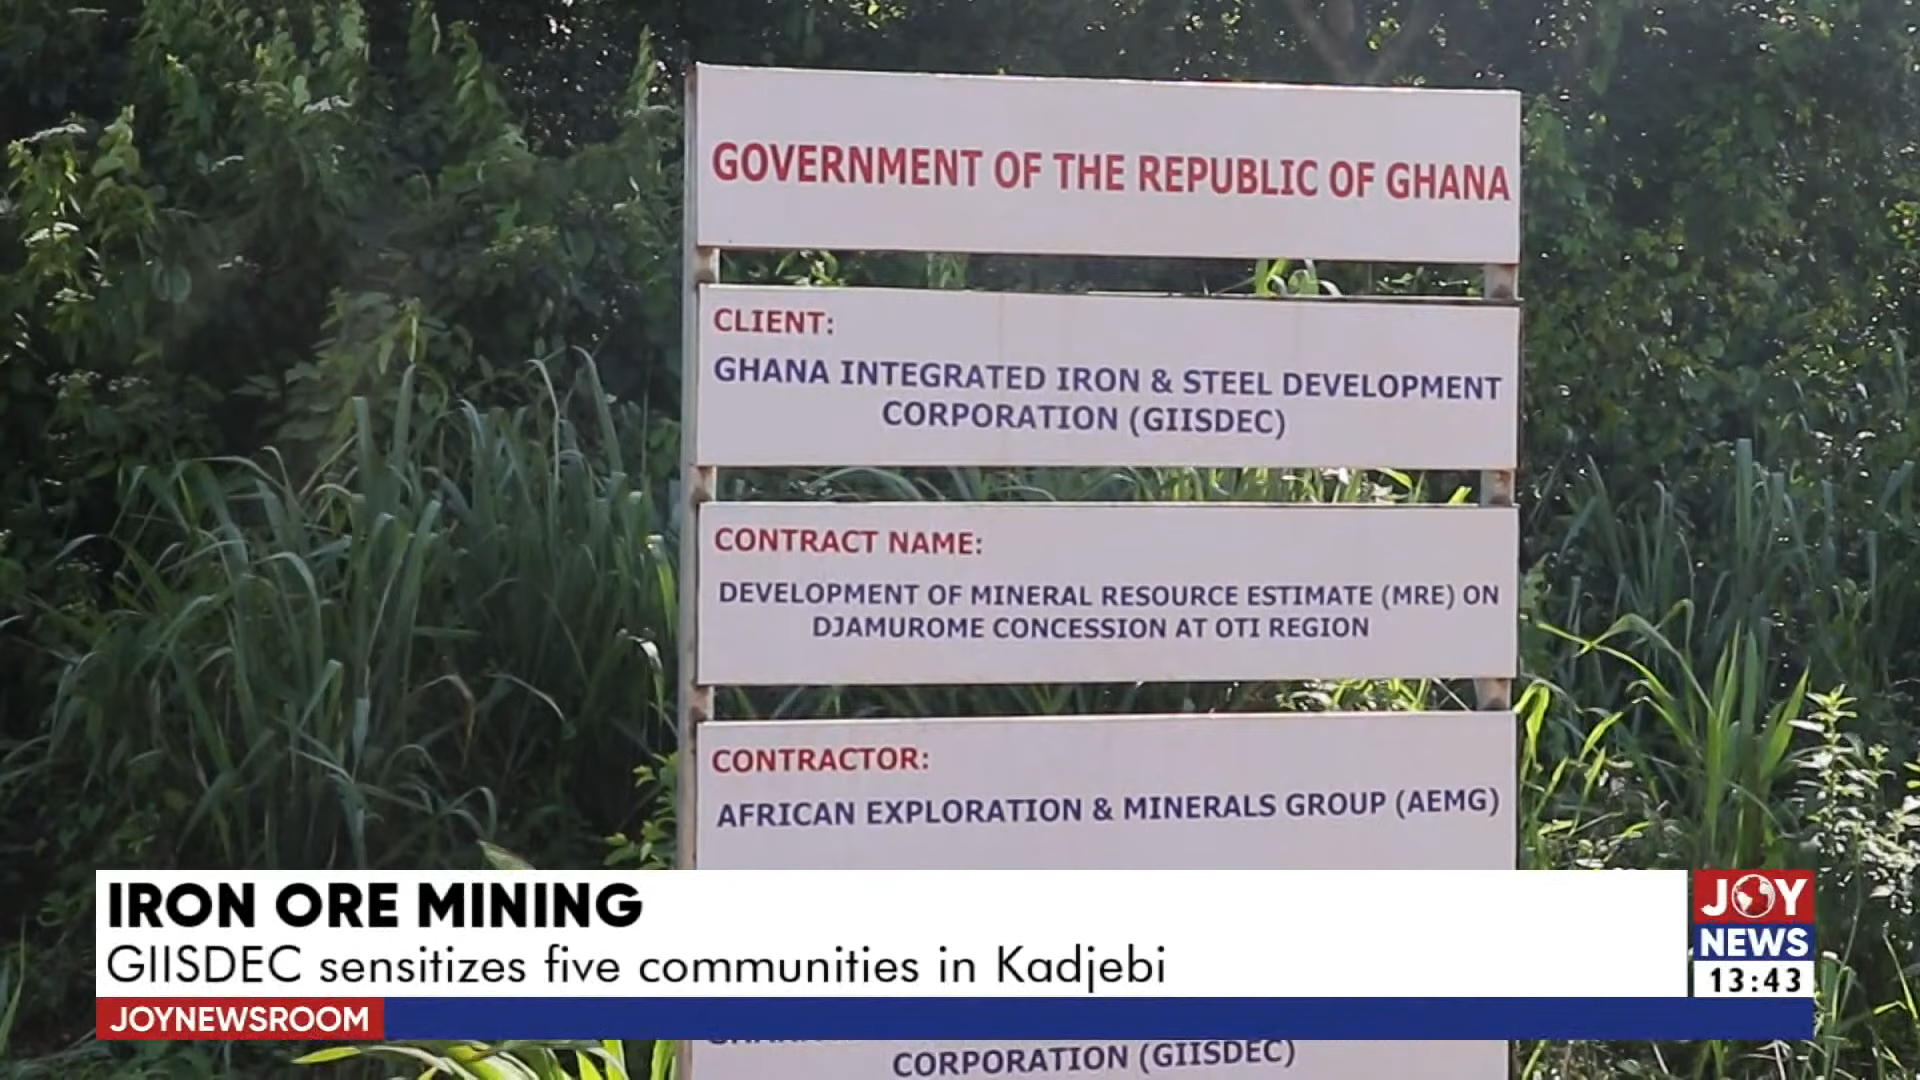 GOVERNMENT OF THE REPUBLIC OF GHANA
CLIENT:
GHANA INTEGRATED IRON & STEEL DEVELOPMENT
CORPORATION (GIISDEC)
CONTRACT NAME:
DEVELOPMENT OF MINERAL RESOURCE ESTIMATE (MRE) ON
DJAMUROME CONCESSION AT OTI REGION
CONTRACTOR:
AFRICAN EXPLORATION & MINERALS GROUP (AEMG)
IRON ORE MINING
GIISDEC sensitizes five communities in Kadjebi
JOY
NEWS
13:43
JOYNEWSROOM
CORPORATION (GIISDEC)